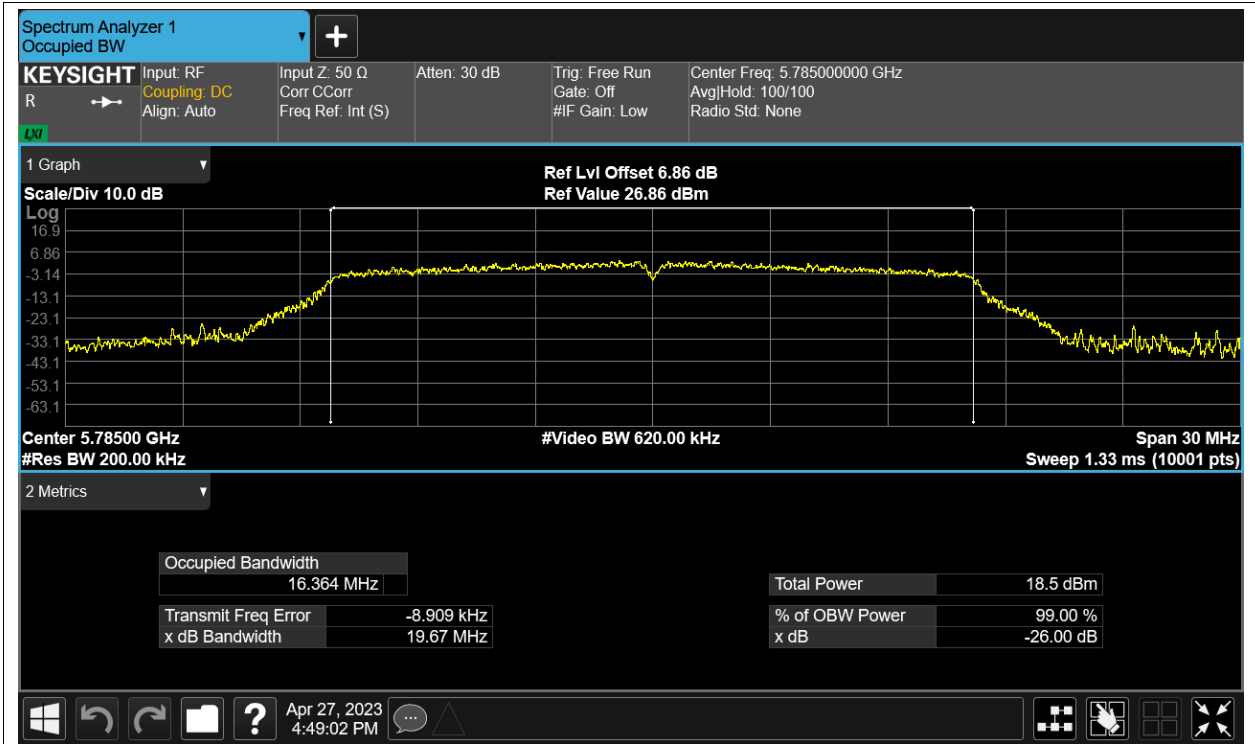 Spectrum Analyzer 1
Occupied BW
KEYSIGHT
R
LXI
Input: RF
Coupling: DC
Align: Auto
Input Z: 50 Ω
Corr CCorr
Freq Ref: Int (S)
Atten: 30 dB
Trig: Free Run
Gate: Off
#IF Gain: Low
Center Freq: 5.785000000 GHz
Avg|Hold: 100/100
Radio Std: None
1 Graph
Scale/Div 10.0 dB
Ref Lvl Offset 6.86 dB
Ref Value 26.86 dBm
Log
16.9
6.86
-3.14
-13.1
-23.1
-33.1
-43.1
-53.1
-63.1
Center 5.78500 GHz
#Res BW 200.00 kHz
#Video BW 620.00 kHz
Span 30 MHz
Sweep 1.33 ms (10001 pts)
2 Metrics
Occupied Bandwidth
16.364 MHz
Transmit Freq Error -8.909 kHz
x dB Bandwidth 19.67 MHz
Total Power 18.5 dBm
% of OBW Power 99.00 %
x dB -26.00 dB
?
Apr 27, 2023
4:49:02 PM